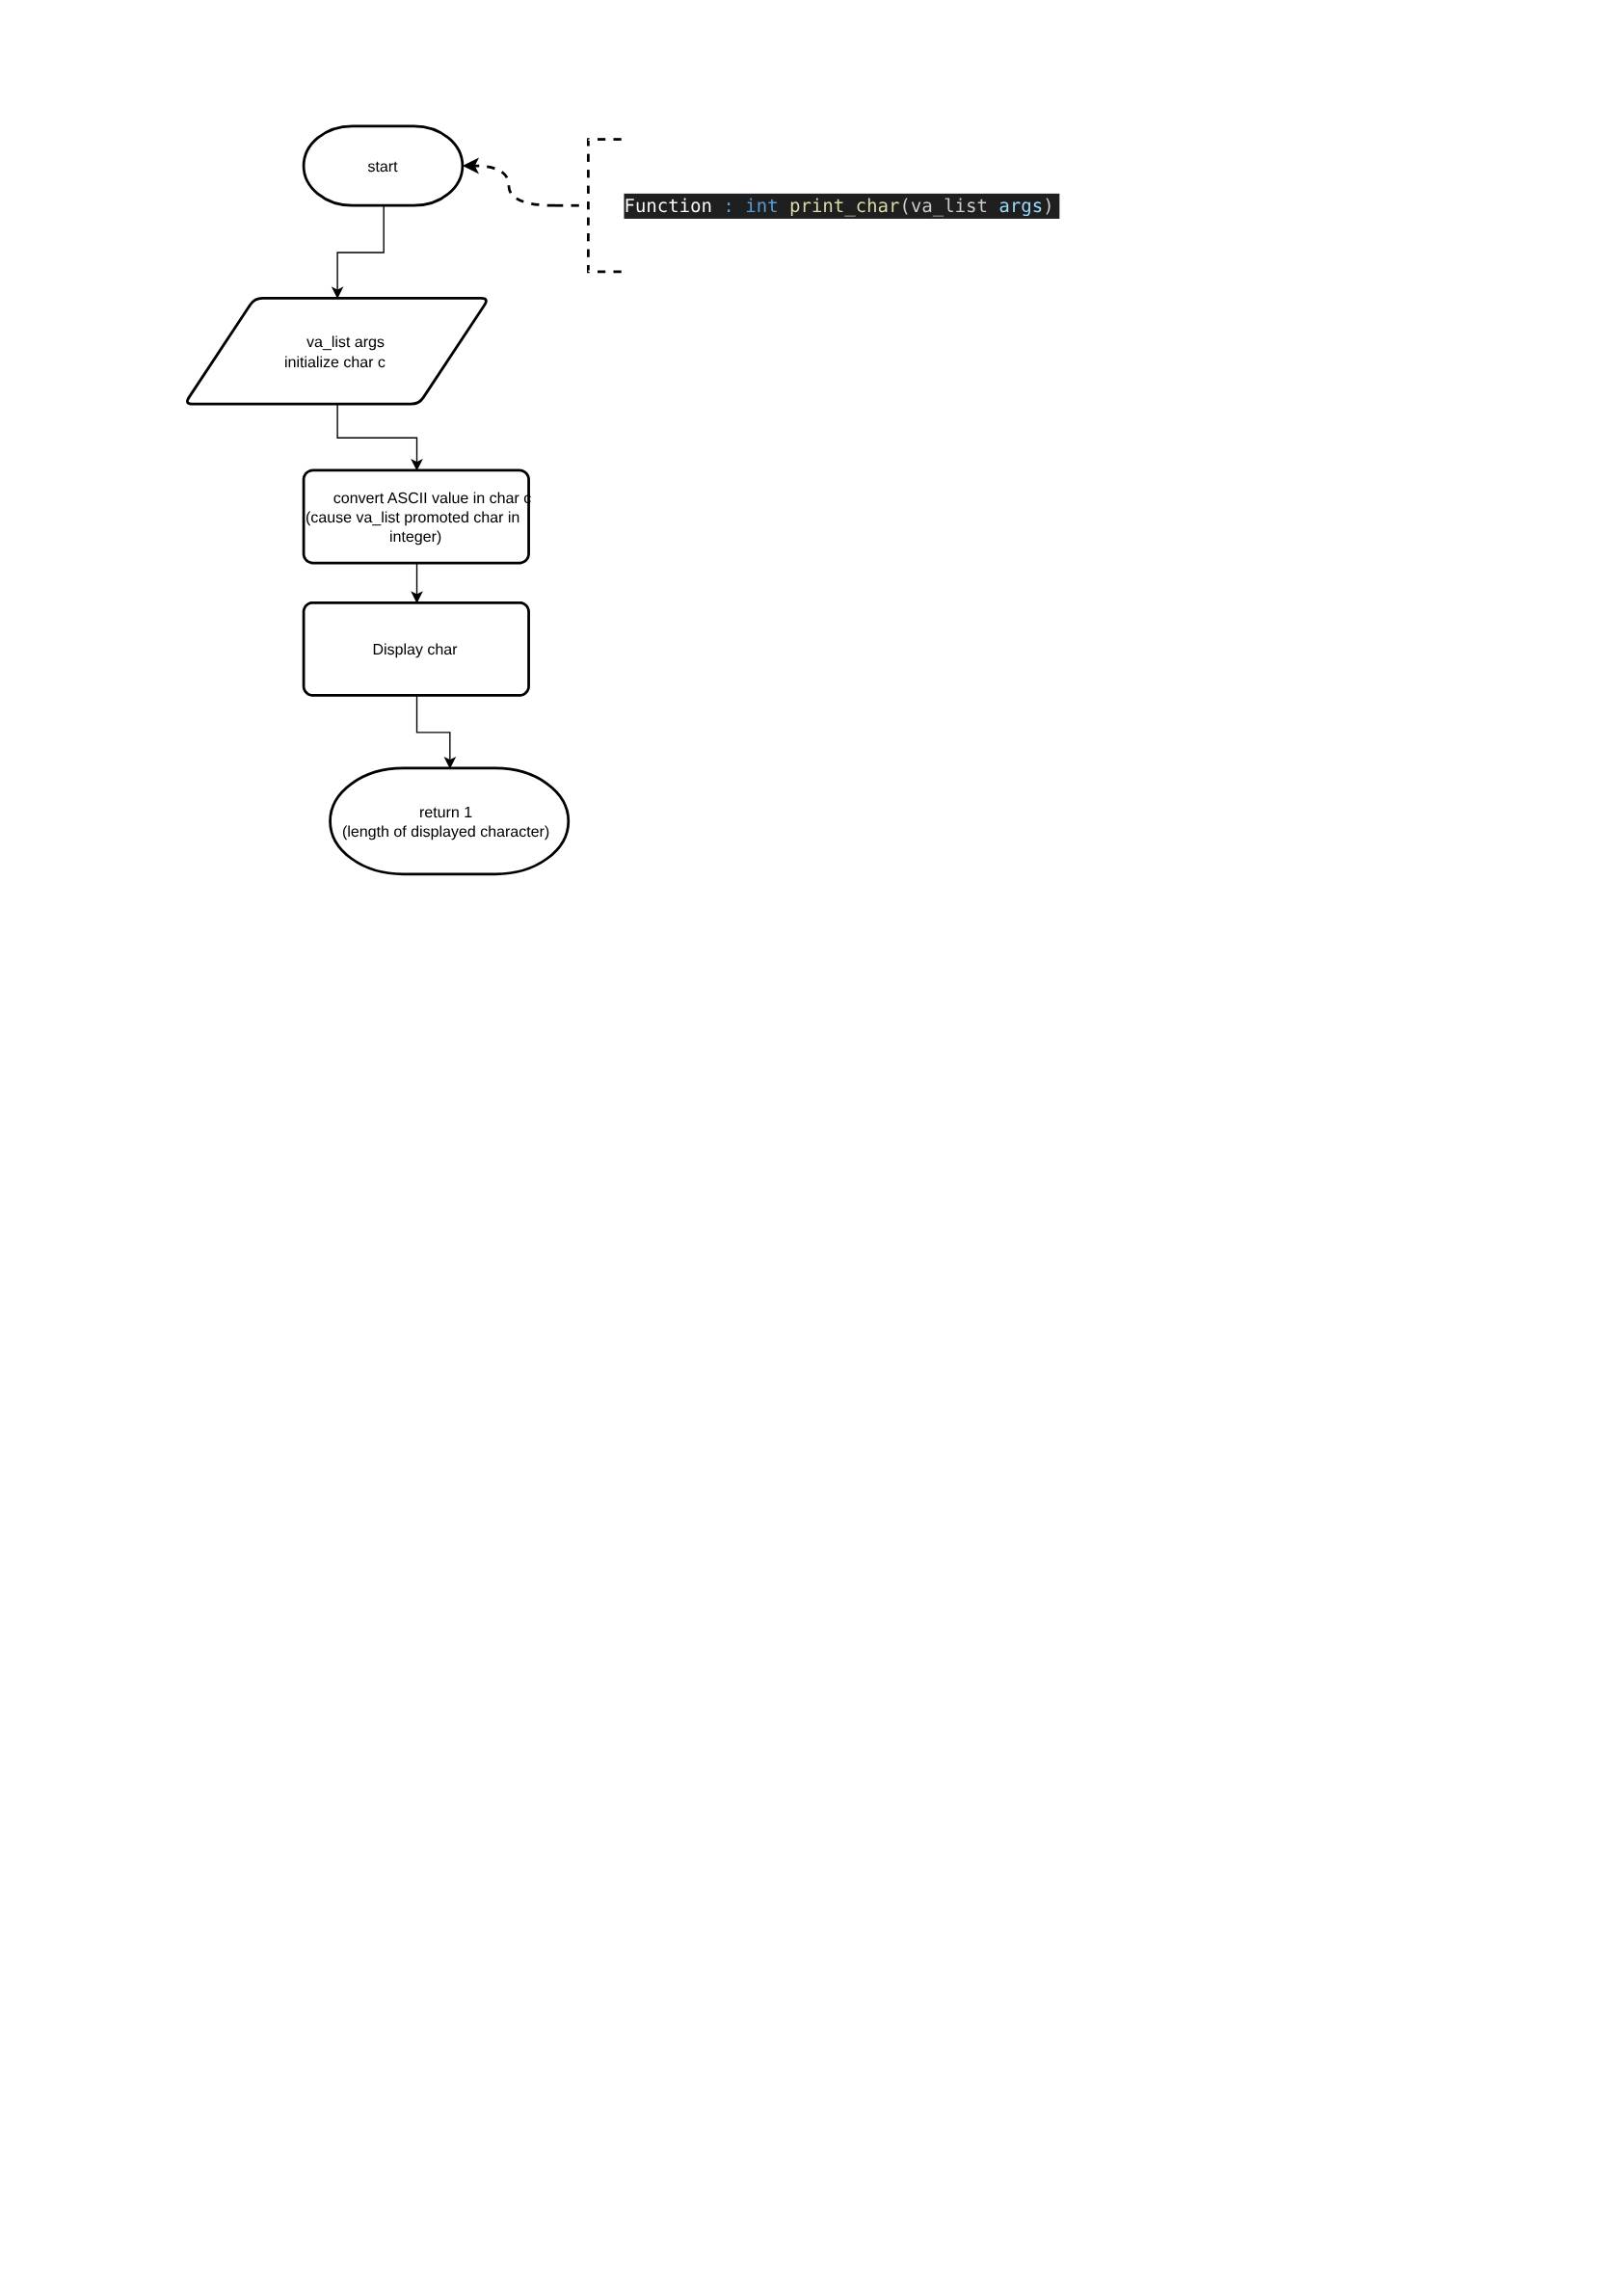 start
Function : int print_char(va_list args)
va_list args
initialize char c
convert ASCII value in char c
(cause va_list promoted char in
integer)
Display char
return 1
(length of displayed character)